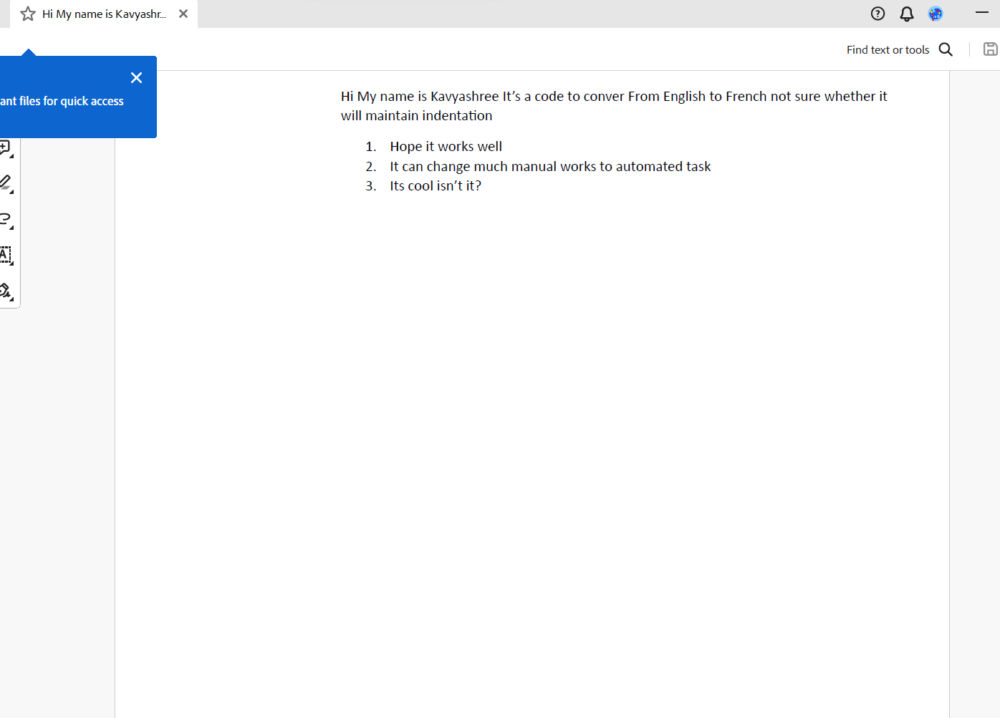 Hi My name is Kavyashr...
Find text or tools
ant files for quick access
Hi My name is Kavyashree It’s a code to conver From English to French not sure whether it
will maintain indentation
1. Hope it works well
2. It can change much manual works to automated task
3. Its cool isn’t it?